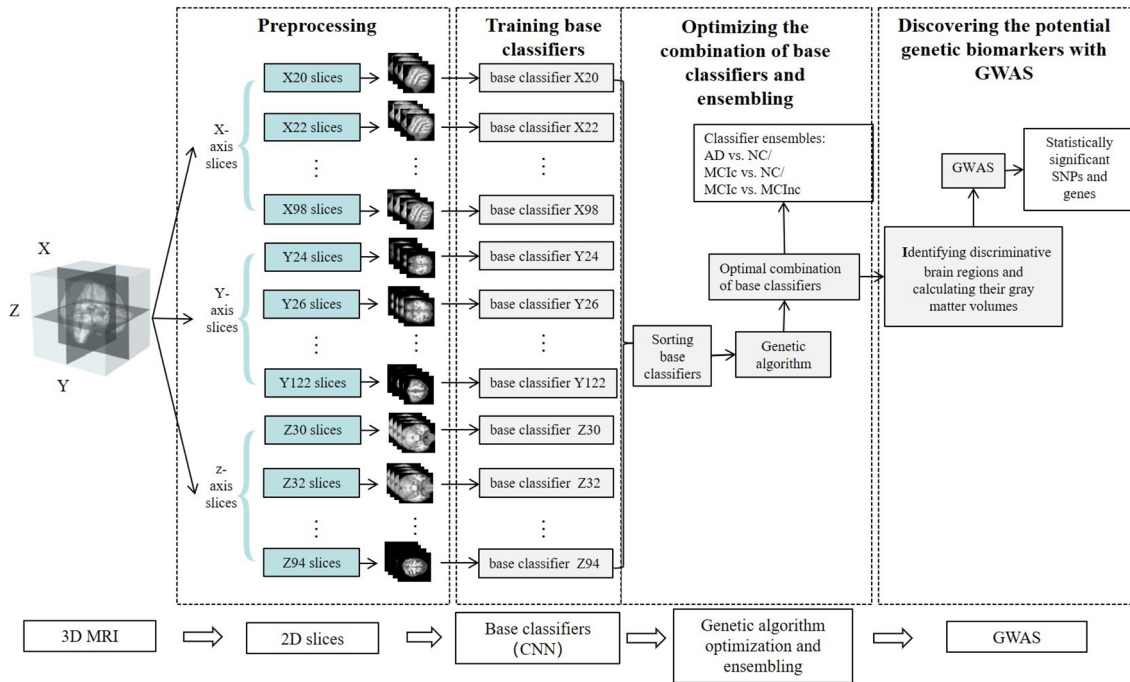 Preprocessing
Training base
classifiers
Optimizing the
combination of base
classifiers and
ensembling
Discovering the potential
genetic biomarkers with
GWAS
X
Z
Y
X-
axis
slices
Y-
axis
slices
z-
axis
slices
X20 slices
X22 slices
⋮
X98 slices
Y24 slices
Y26 slices
⋮
Y122 slices
Z30 slices
Z32 slices
⋮
Z94 slices
base classifier X20
base classifier X22
⋮
base classifier X98
base classifier Y24
base classifier Y26
⋮
base classifier Y122
base classifier Z30
base classifier Z32
⋮
base classifier Z94
Sorting
base
classifiers
Genetic
algorithm
Optimal combination
of base classifiers
Classifier ensembles:
AD vs. NC/
MCIc vs. NC/
MCIc vs. MCInc
Identifying discriminative
brain regions and
calculating their gray
matter volumes
GWAS
Statistically
significant
SNPs and
genes
3D MRI
2D slices
Base classifiers
(CNN)
Genetic algorithm
optimization and
ensembling
GWAS